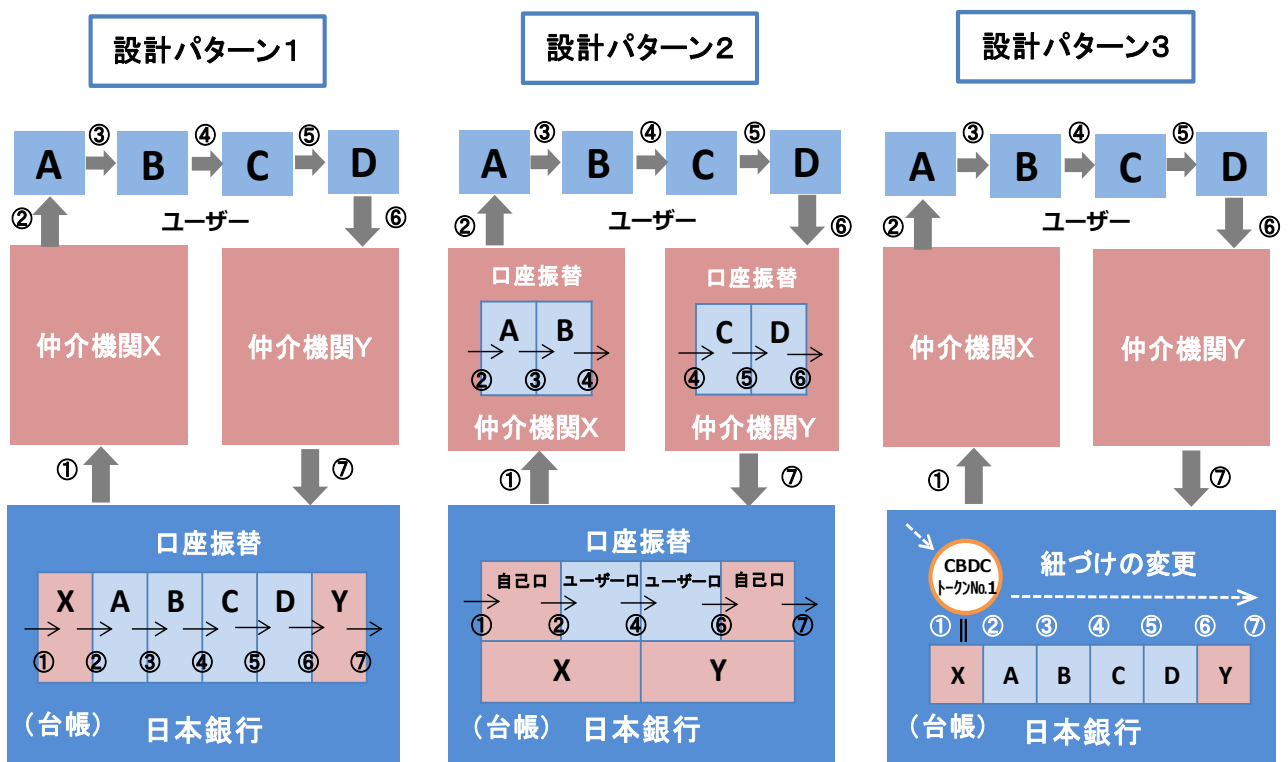 設計パターン1
③ ④ ⑤
A B C D
② ユーザー ⑥
仲介機関X 仲介機関Y
① ⑦
口座振替
X A B C D Y
① ② ③ ④ ⑤ ⑥ ⑦
(台帳) 日本銀行
設計パターン2
③ ④ ⑤
A B C D
② ユーザー ⑥
口座振替 口座振替
A B C D
② ③ ④ ④ ⑤ ⑥
仲介機関X 仲介機関Y
① ⑦
口座振替
自己口 ユーザー口 ユーザー口 自己口
① ② ④ ⑥ ⑦
X Y
(台帳) 日本銀行
設計パターン3
③ ④ ⑤
A B C D
② ユーザー ⑥
仲介機関X 仲介機関Y
① ⑦
CBDC
トークンNo.1
紐づけの変更
① ② ③ ④ ⑤ ⑥ ⑦
X A B C D Y
(台帳) 日本銀行